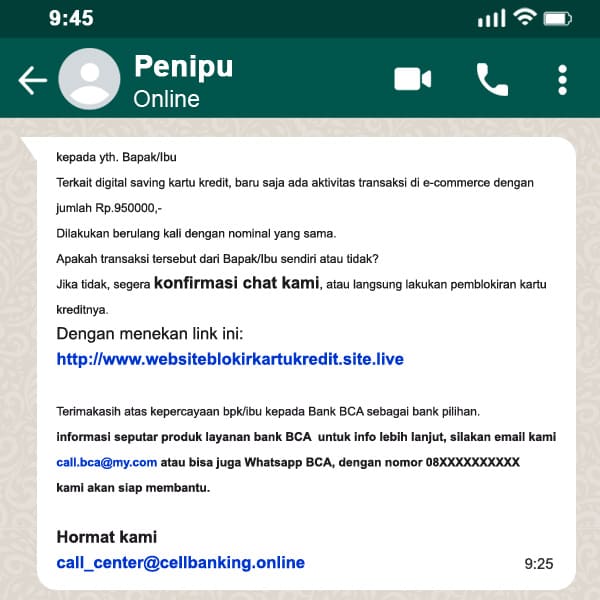 9:45
Penipu
Online
kepada yth. Bapak/Ibu
Terkait digital saving kartu kredit, baru saja ada aktivitas transaksi di e-commerce dengan
jumlah Rp.950000,-
Dilakukan berulang kali dengan nominal yang sama.
Apakah transaksi tersebut dari Bapak/Ibu sendiri atau tidak?
Jika tidak, segera konfirmasi chat kami, atau langsung lakukan pemblokiran kartu
kreditnya.
Dengan menekan link ini:
http://www.websiteblokirkartukredit.site.live
Terimakasih atas kepercayaan bpk/ibu kepada Bank BCA sebagai bank pilihan.
informasi seputar produk layanan bank BCA untuk info lebih lanjut, silakan email kami
call.bca@my.com atau bisa juga Whatsapp BCA, dengan nomor 08XXXXXXXXXX
kami akan siap membantu.
Hormat kami
call_center@cellbanking.online
9:25